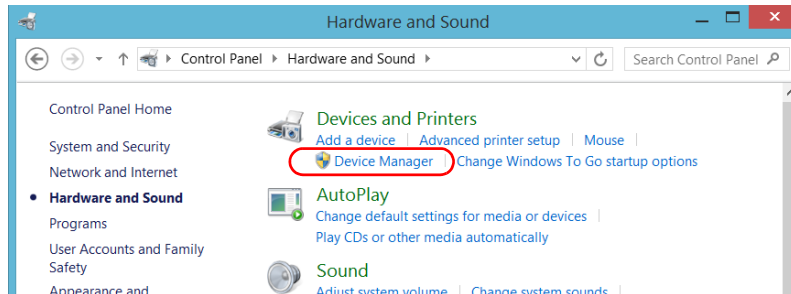 Hardware and Sound
Control Panel Hardware and Sound
Search Control Panel
Control Panel Home
System and Security
Network and Internet
Hardware and Sound
Programs
User Accounts and Family
Safety
Appearance and
Devices and Printers
Add a device Advanced printer setup Mouse
Device Manager Change Windows To Go startup options
AutoPlay
Change default settings for media or devices
Play CDs or other media automatically
Sound
Adjust system volume Change system sounds